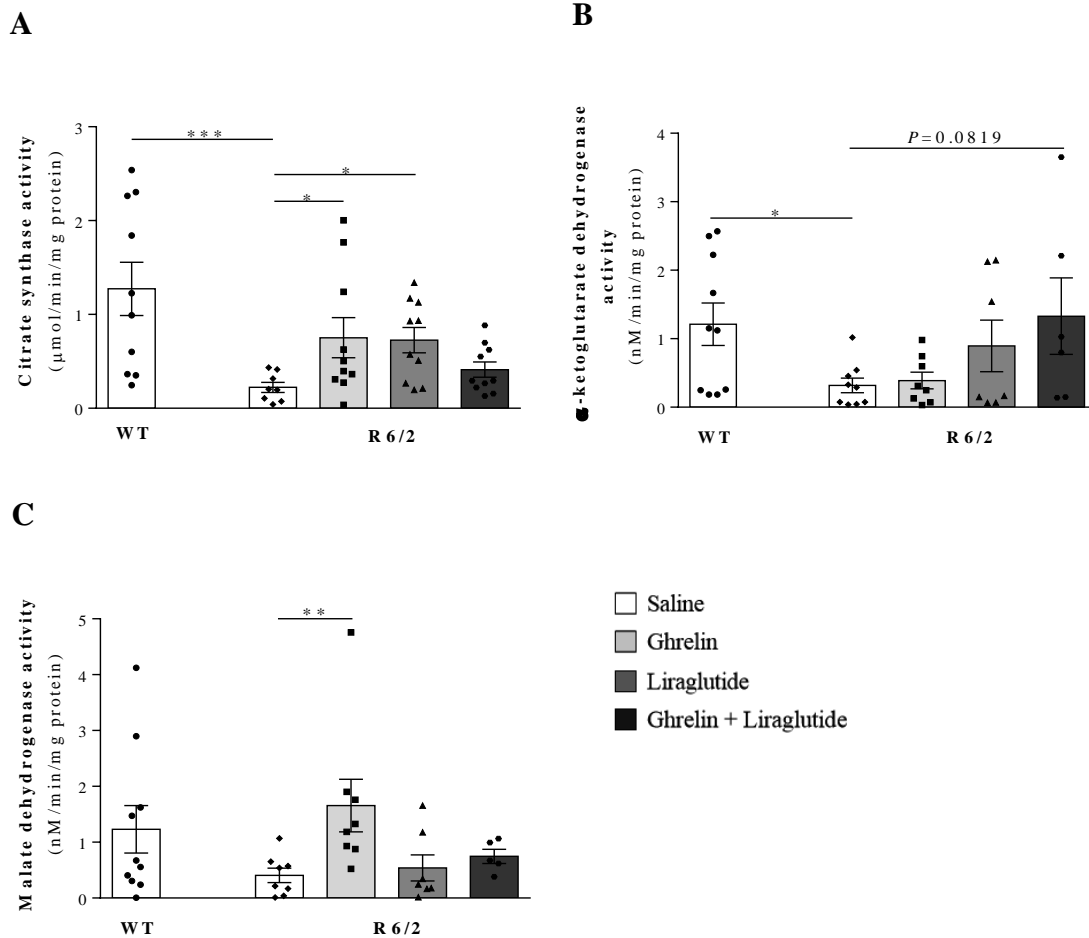 A
Citrate synthase activity
(μmol/min/mg protein)
3
2
1
0
***
*
*
WT
R6/2
B
-ketoglutarate dehydrogenase
activity
(nM/min/mg protein)
4
3
2
1
0
*
P=0.0819
WT
R6/2
C
Malate dehydrogenase activity
(nM/min/mg protein)
5
4
3
2
1
0
**
WT
R6/2
Saline
Ghrelin
Liraglutide
Ghrelin + Liraglutide